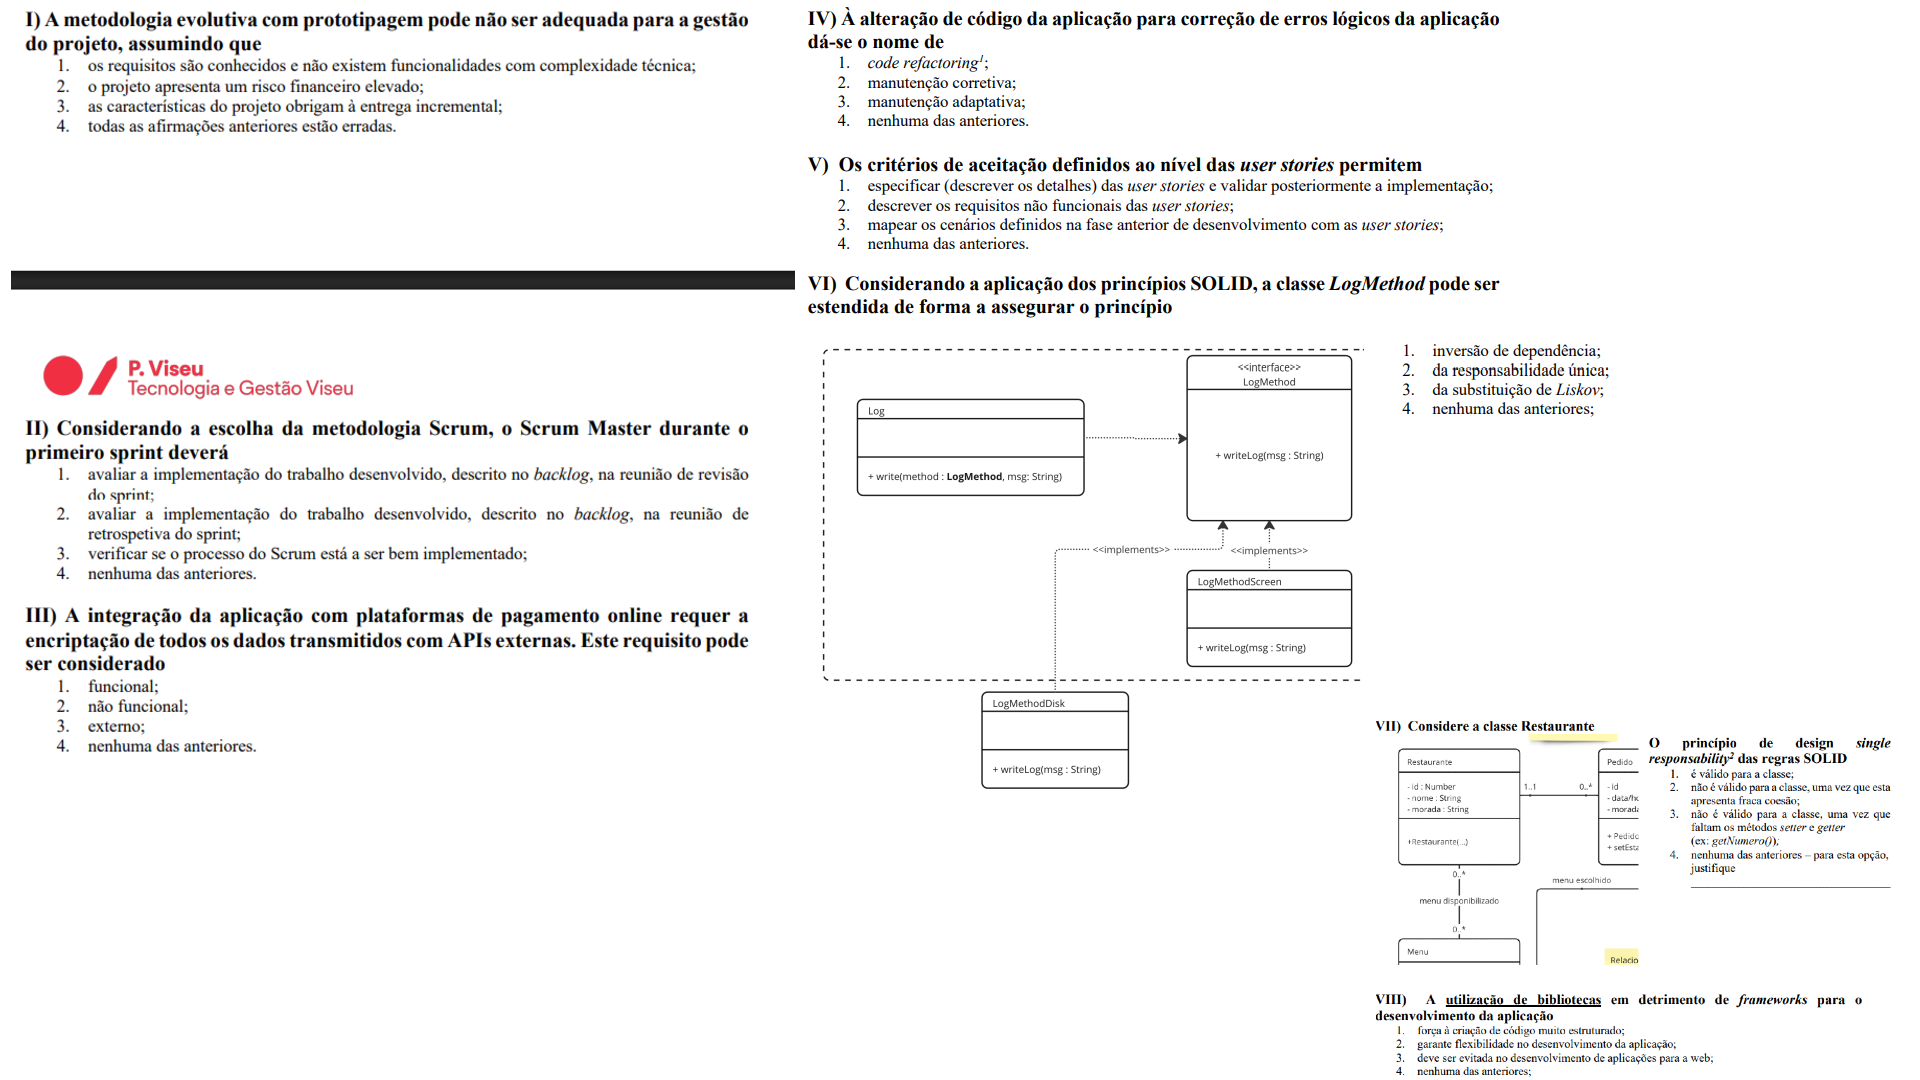 I) A metodologia evolutiva com prototipagem pode não ser adequada para a gestão
do projeto, assumindo que
1. os requisitos são conhecidos e não existem funcionalidades com complexidade técnica;
2. o projeto apresenta um risco financeiro elevado;
3. as características do projeto obrigam à entrega incremental;
4. todas as afirmações anteriores estão erradas.
P. Viseu
Tecnologia e Gestão Viseu
II) Considerando a escolha da metodologia Scrum, o Scrum Master durante o
primeiro sprint deverá
1. avaliar a implementação do trabalho desenvolvido, descrito no backlog, na reunião de revisão
do sprint;
2. avaliar a implementação do trabalho desenvolvido, descrito no backlog, na reunião de
retrospetiva do sprint;
3. verificar se o processo do Scrum está a ser bem implementado;
4. nenhuma das anteriores.
III) A integração da aplicação com plataformas de pagamento online requer a
encriptação de todos os dados transmitidos com APIs externas. Este requisito pode
ser considerado
1. funcional;
2. não funcional;
3. externo;
4. nenhuma das anteriores.
IV) À alteração de código da aplicação para correção de erros lógicos da aplicação
dá-se o nome de
1. code refactoring¹;
2. manutenção corretiva;
3. manutenção adaptativa;
4. nenhuma das anteriores.
V) Os critérios de aceitação definidos ao nível das user stories permitem
1. especificar (descrever os detalhes) das user stories e validar posteriormente a implementação;
2. descrever os requisitos não funcionais das user stories;
3. mapear os cenários definidos na fase anterior de desenvolvimento com as user stories;
4. nenhuma das anteriores.
VI) Considerando a aplicação dos princípios SOLID, a classe LogMethod pode ser
estendida de forma a assegurar o princípio
<<interface>>
LogMethod
+ writeLog(msg : String)
Log
+ write(method : LogMethod, msg: String)
<<implements>>
<<implements>>
LogMethodScreen
+ writeLog(msg : String)
LogMethodDisk
+ writeLog(msg : String)
1. inversão de dependência;
2. da responsabilidade única;
3. da substituição de Liskov;
4. nenhuma das anteriores;
VII) Considere a classe Restaurante
Restaurante
- id : Number
- nome : String
- morada : String
+Restaurante(...)
1..1
0..*
Pedido
- id
- data/hc
- morada
+ Pedido
+ setEsta
0..*
menu disponibilizado
0..*
Menu
menu escolhido
Relacio
O princípio de design single
responsability² das regras SOLID
1. é válido para a classe;
2. não é válido para a classe, uma vez que esta
apresenta fraca coesão;
3. não é válido para a classe, uma vez que
faltam os métodos setter e getter
(ex: getNumero());
4. nenhuma das anteriores – para esta opção,
justifique
VIII) A utilização de bibliotecas em detrimento de frameworks para o
desenvolvimento da aplicação
1. força à criação de código muito estruturado;
2. garante flexibilidade no desenvolvimento da aplicação;
3. deve ser evitada no desenvolvimento de aplicações para a web;
4. nenhuma das anteriores;